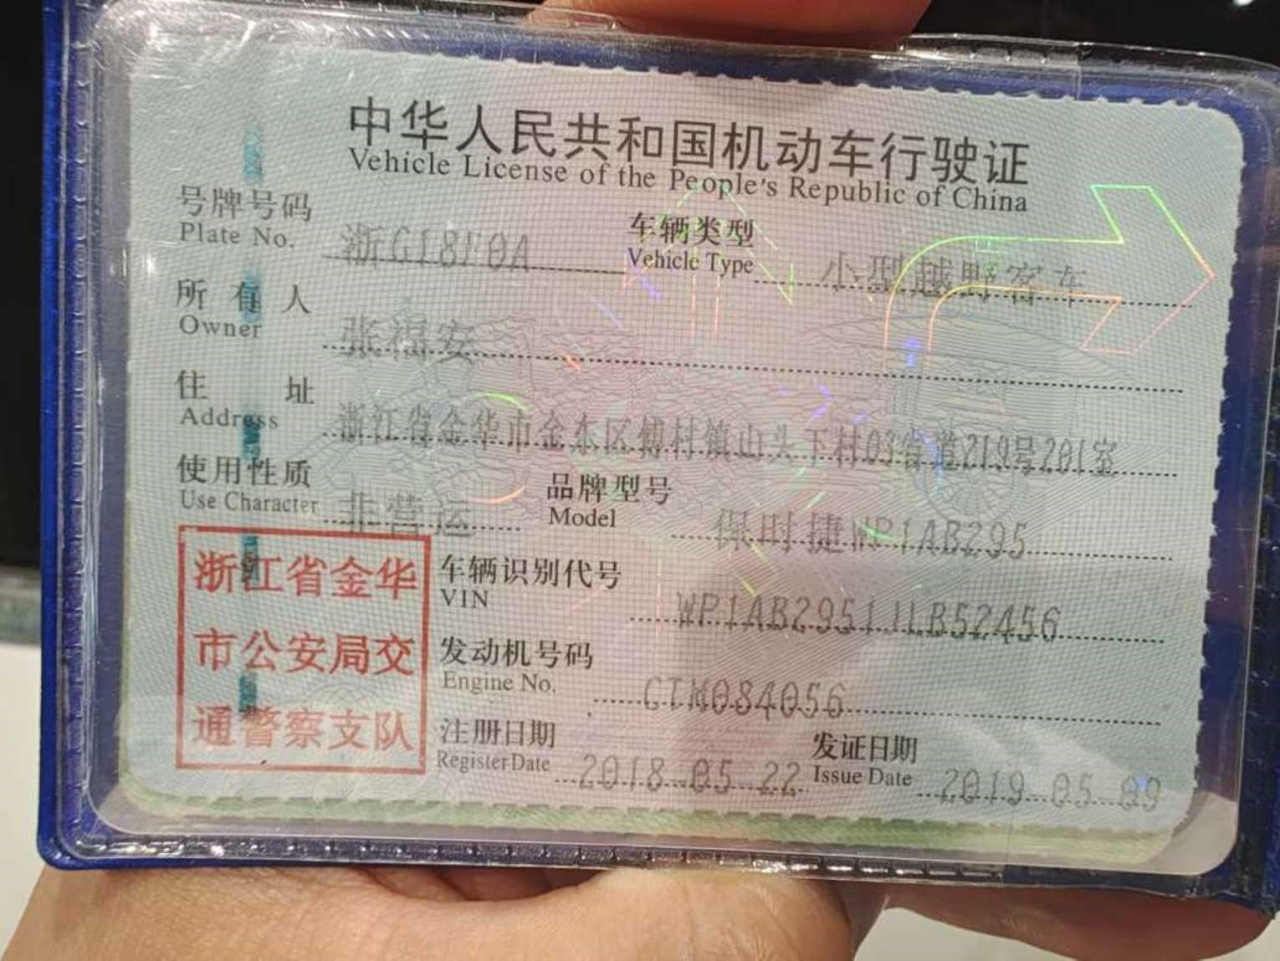 中华人民共和国机动车行驶证
Vehicle License of the People's Republic of China
号牌号码 浙G18F0A 车辆类型 小型越野客车
Plate No. Vehicle Type
所有人 张福安
Owner
住址 浙江省金华市金东区傅村镇山头下村03省道219号201室
Address
使用性质 非营运 品牌型号 保时捷WP1AB295
Use Character Model
浙江省金华
市公安局交
通警察支队
车辆识别代号 WP1AB2951JLB52456
VIN
发动机号码 CTM084056
Engine No.
注册日期 2018-05-22 发证日期 2019-05-09
Register Date Issue Date